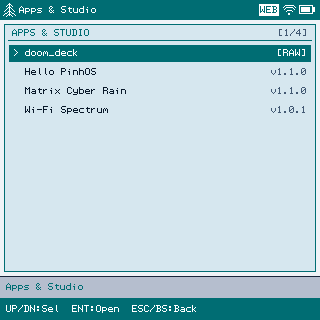 Apps & Studio WEB
APPS & STUDIO [1/4]
> doom_deck [RAW]
Hello PinhOS v1.1.0
Matrix Cyber Rain v1.1.0
Wi-Fi Spectrum v1.0.1
Apps & Studio
UP/DN:Sel ENT:Open ESC/BS:Back